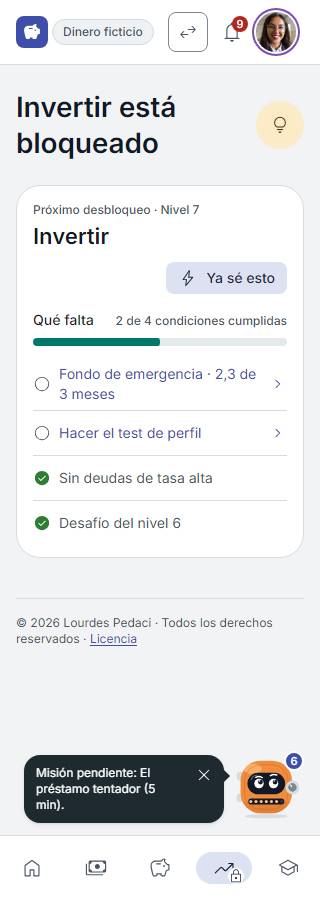 Dinero ficticio
9
Invertir está
bloqueado
Próximo desbloqueo · Nivel 7
Invertir
Ya sé esto
Qué falta
2 de 4 condiciones cumplidas
Fondo de emergencia · 2,3 de
3 meses
Hacer el test de perfil
Sin deudas de tasa alta
Desafío del nivel 6
© 2026 Lourdes Pedaci · Todos los derechos
reservados · Licencia
Misión pendiente: El
préstamo tentador (5
min).
6